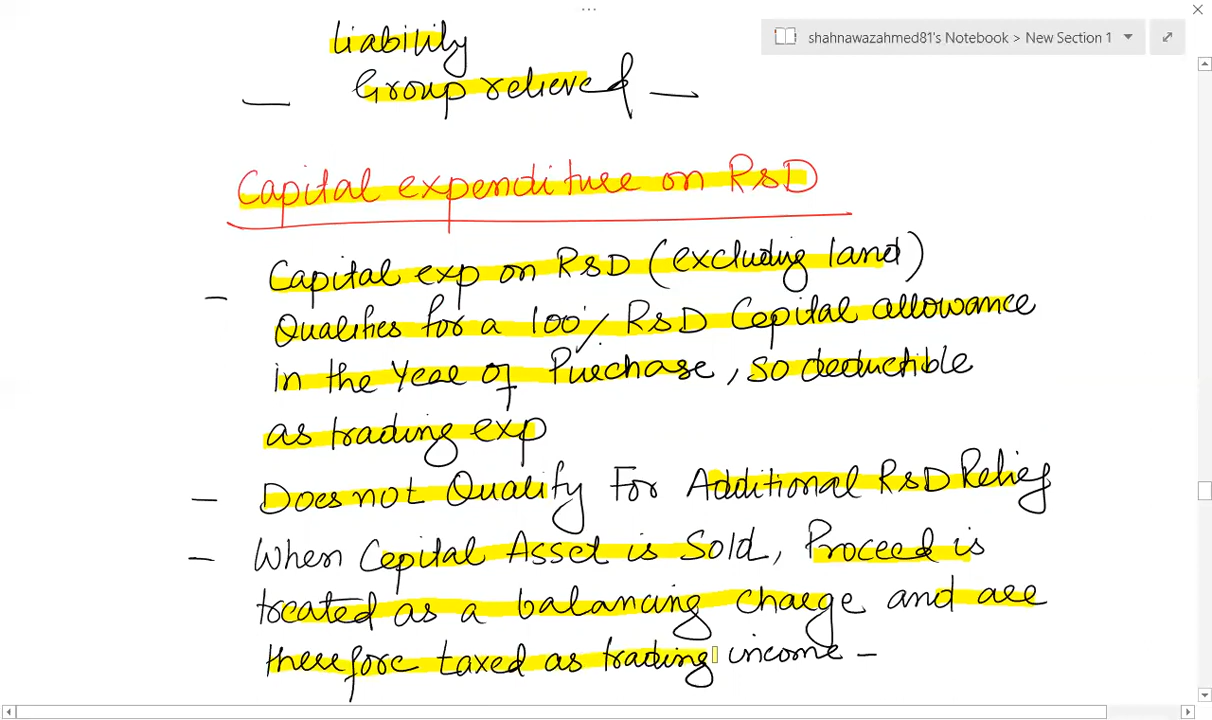 shahnawazahmed81's Notebook > New Section 1
Liability
— Group relieved —
Capital expenditure on R&D
- Capital exp on R&D (excluding land)
Qualifies for a 100% R&D Capital allowance
in the Year of Purchase, so deductible
as trading exp
- Does not Qualify For Additional R&D Relief
- When Capital Asset is Sold, Proceed is
treated as a balancing charge and are
therefore taxed as trading income -